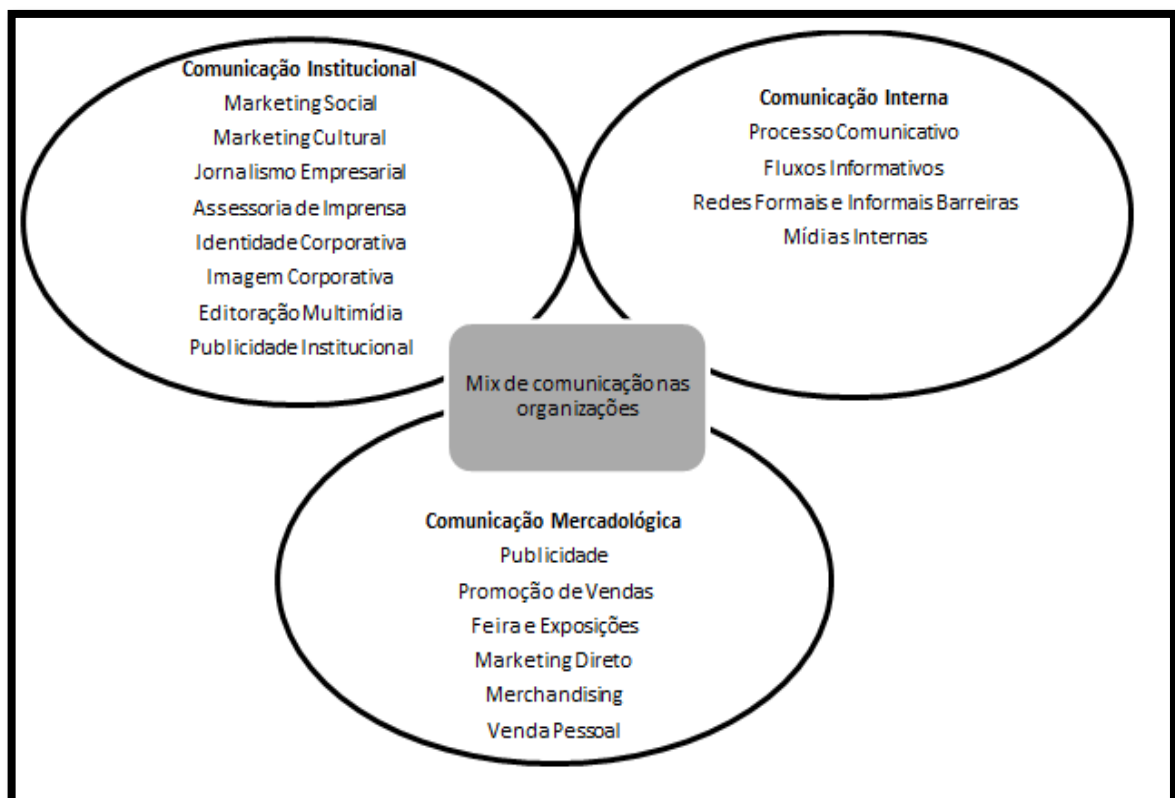 Comunicação Institucional
Marketing Social
Marketing Cultural
Jornalismo Empresarial
Assessoria de Imprensa
Identidade Corporativa
Imagem Corporativa
Editoração Multimídia
Publicidade Institucional
Comunicação Interna
Processo Comunicativo
Fluxos Informativos
Redes Formais e Informais Barreiras
Mídias Internas
Mix de comunicação nas
organizações
Comunicação Mercadológica
Publicidade
Promoção de Vendas
Feira e Exposições
Marketing Direto
Merchandising
Venda Pessoal